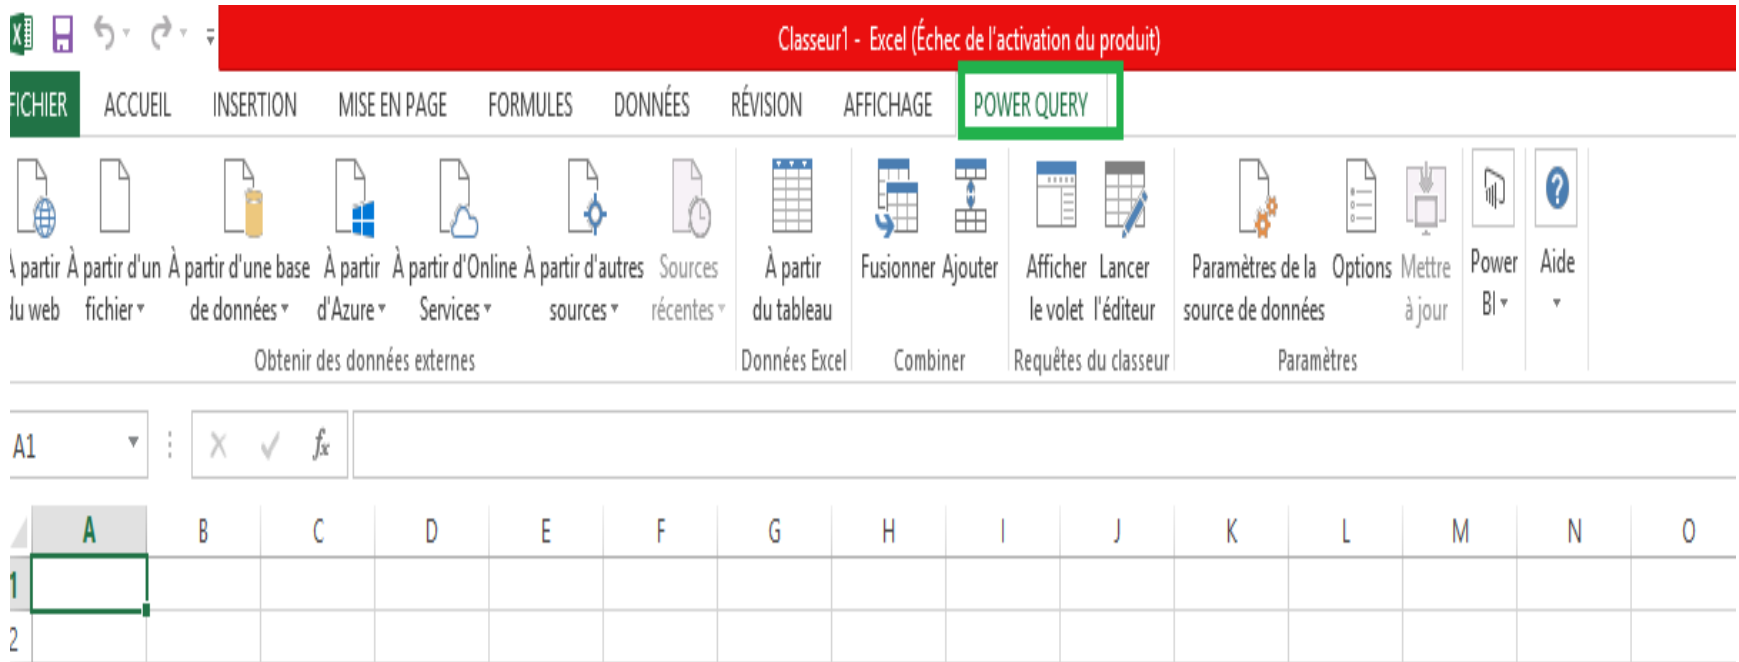 Classeur1 - Excel (Échec de l'activation du produit)
FICHIER ACCUEIL INSERTION MISE EN PAGE FORMULES DONNÉES RÉVISION AFFICHAGE POWER QUERY
À partir du web
À partir d'un fichier
À partir d'une base de données
À partir d'Azure
À partir d'Online Services
À partir d'autres sources
Sources récentes
À partir du tableau
Fusionner
Ajouter
Afficher le volet
Lancer l'éditeur
Paramètres de la source de données
Options
Mettre à jour
Power BI
Aide
Obtenir des données externes
Données Excel
Combiner
Requêtes du classeur
Paramètres
A1
fx
A B C D E F G H I J K L M N O
1
2